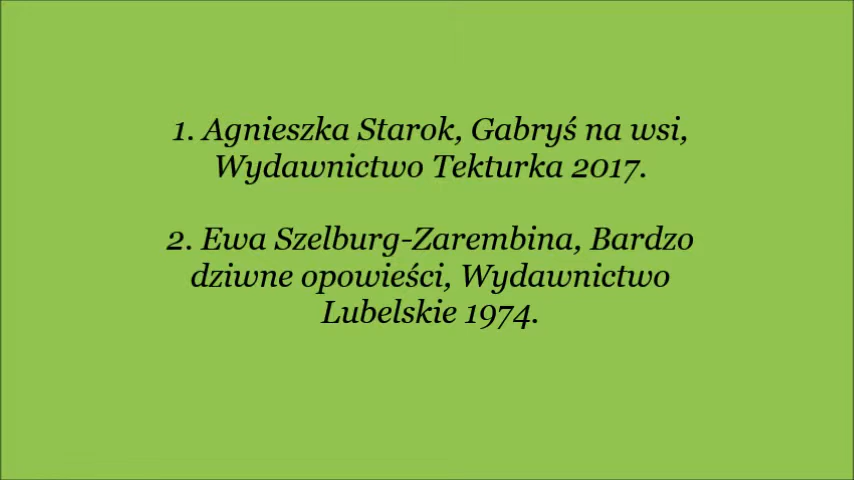 1. Agnieszka Starok, Gabryś na wsi,
Wydawnictwo Tekturka 2017.
2. Ewa Szelburg-Zarembina, Bardzo
dziwne opowieści, Wydawnictwo
Lubelskie 1974.